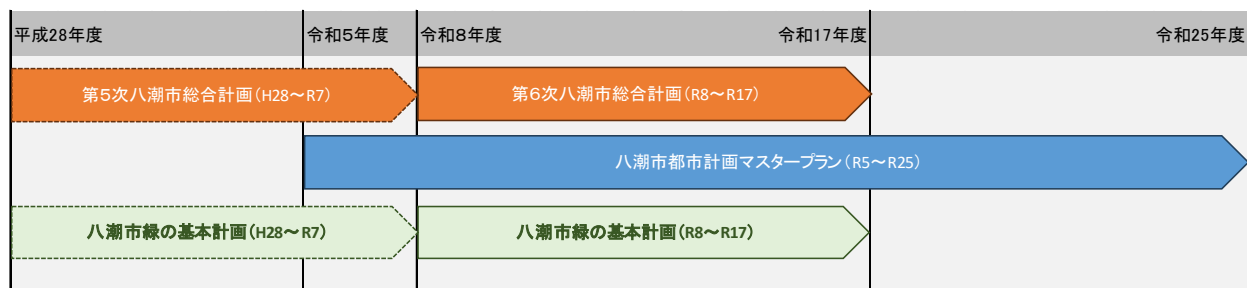 平成28年度
令和5年度
令和8年度
令和17年度
令和25年度
第5次八潮市総合計画(H28～R7)
第6次八潮市総合計画(R8～R17)
八潮市都市計画マスタープラン(R5～R25)
八潮市緑の基本計画(H28～R7)
八潮市緑の基本計画(R8～R17)